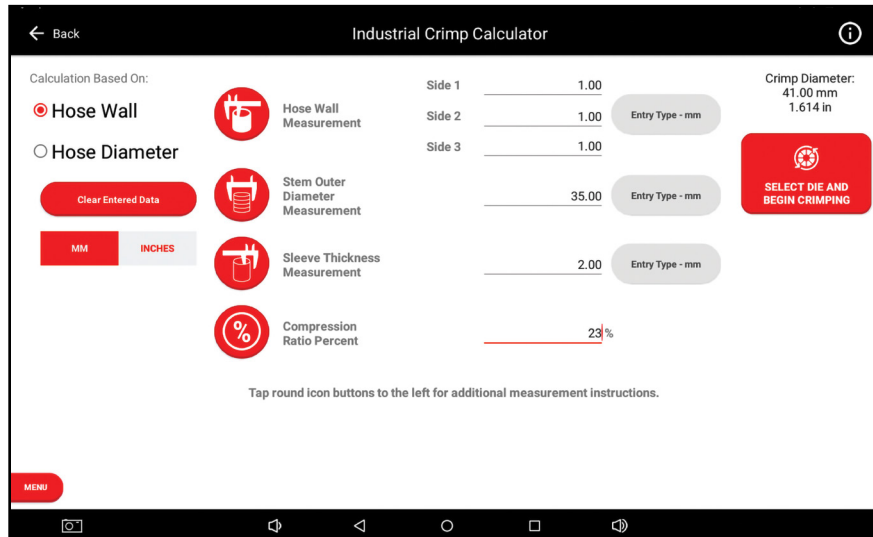 Back
Industrial Crimp Calculator
Calculation Based On:
Hose Wall
Hose Diameter
Clear Entered Data
MM INCHES
Hose Wall
Measurement
Side 1 1.00
Side 2 1.00
Side 3 1.00
Entry Type - mm
Stem Outer
Diameter
Measurement
35.00
Entry Type - mm
Sleeve Thickness
Measurement
2.00
Entry Type - mm
%
Compression
Ratio Percent
23 %
Tap round icon buttons to the left for additional measurement instructions.
Crimp Diameter:
41.00 mm
1.614 in
SELECT DIE AND
BEGIN CRIMPING
MENU